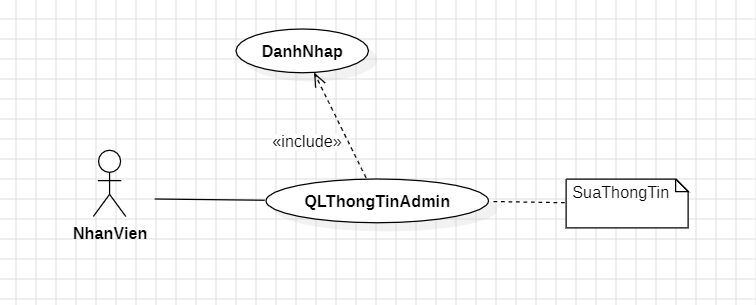 DanhNhap
«include»
QLThongTinAdmin
SuaThongTin
NhanVien